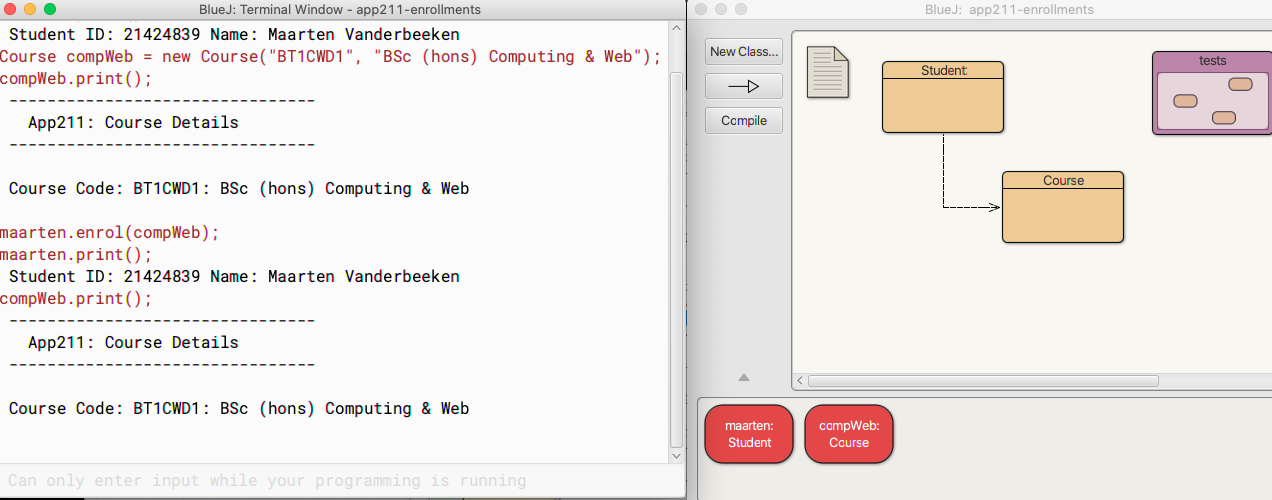 BlueJ: Terminal Window - app211-enrollments
Student ID: 21424839 Name: Maarten Vanderbeeken
Course compWeb = new Course("BT1CWD1", "BSc (hons) Computing & Web");
compWeb.print();
--------------------------------
App211: Course Details
--------------------------------
Course Code: BT1CWD1: BSc (hons) Computing & Web
maarten.enrol(compWeb);
maarten.print();
Student ID: 21424839 Name: Maarten Vanderbeeken
compWeb.print();
--------------------------------
App211: Course Details
--------------------------------
Course Code: BT1CWD1: BSc (hons) Computing & Web
Can only enter input while your programming is running
BlueJ: app211-enrollments
New Class...
Compile
Student
tests
Course
maarten:
Student
compWeb:
Course